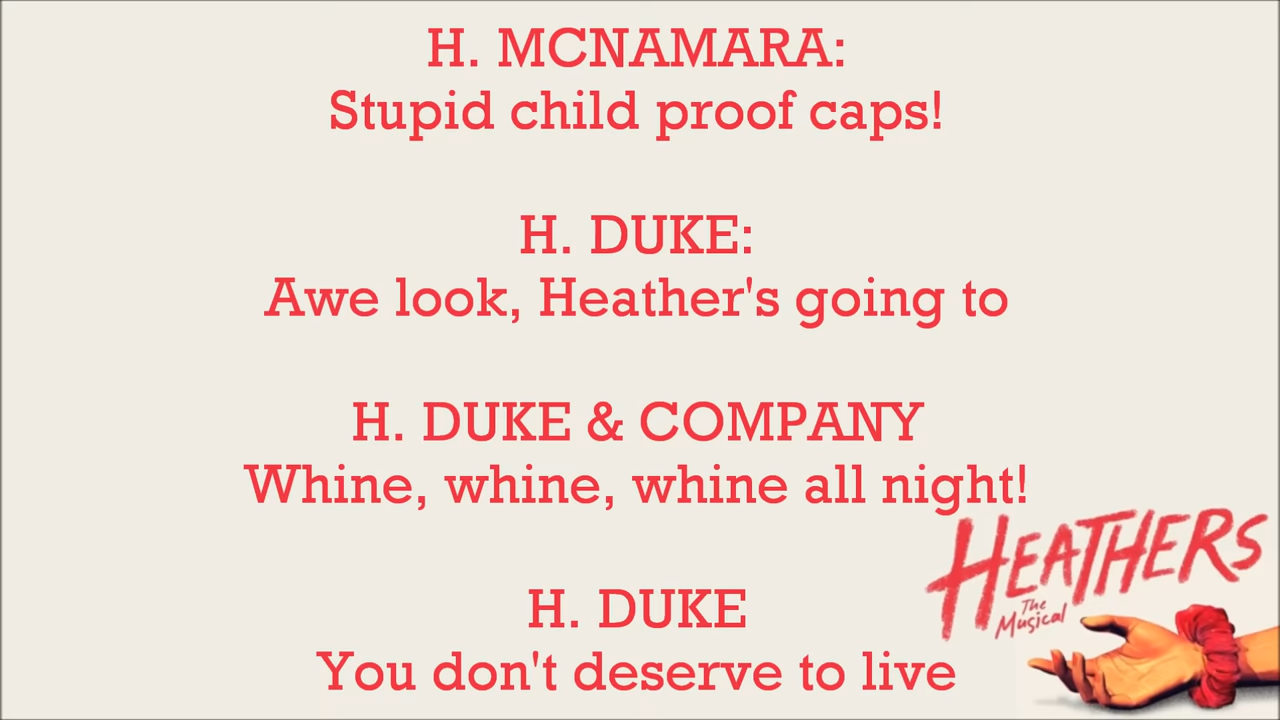 H. MCNAMARA:
Stupid child proof caps!
H. DUKE:
Awe look, Heather's going to
H. DUKE & COMPANY
Whine, whine, whine all night!
H. DUKE
You don't deserve to live
HEATHERS
The
Musical